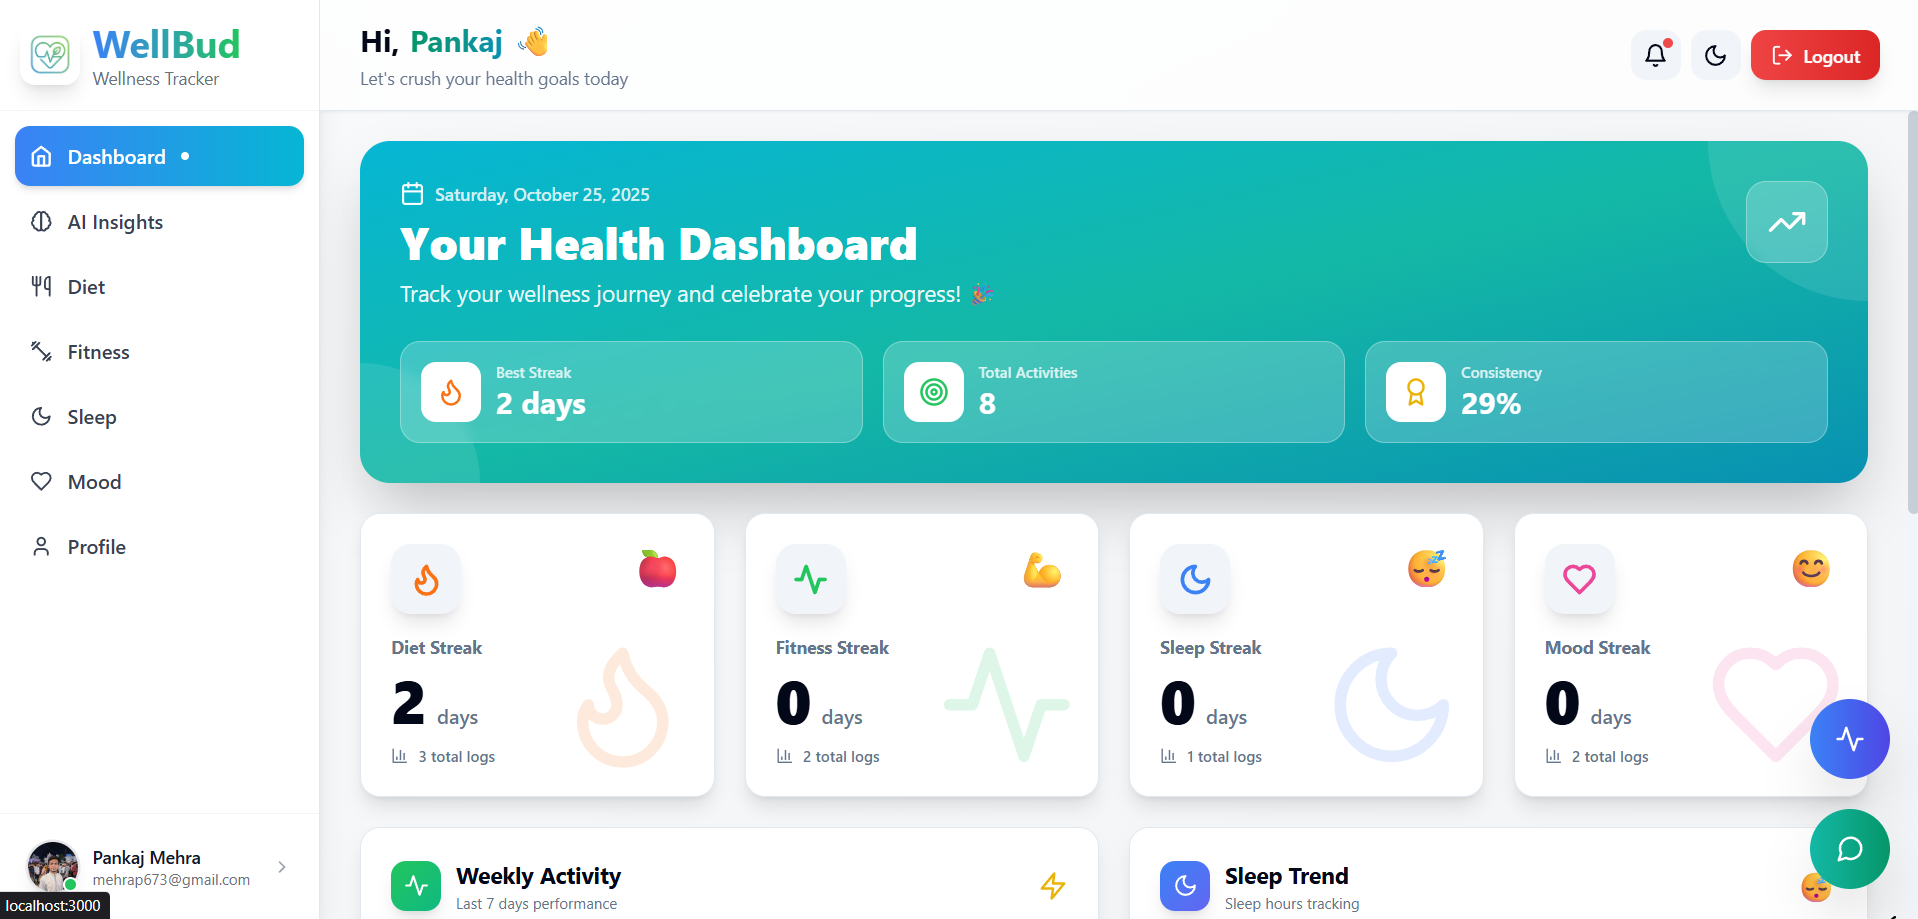 WellBud
Wellness Tracker
Dashboard
AI Insights
Diet
Fitness
Sleep
Mood
Profile
Pankaj Mehra
mehrap673@gmail.com
localhost:3000
Hi, Pankaj 👋
Let's crush your health goals today
Logout
Saturday, October 25, 2025
Your Health Dashboard
Track your wellness journey and celebrate your progress! 🎉
Best Streak
2 days
Total Activities
8
Consistency
29%
Diet Streak
2 days
3 total logs
Fitness Streak
0 days
2 total logs
Sleep Streak
0 days
1 total logs
Mood Streak
0 days
2 total logs
Weekly Activity
Last 7 days performance
Sleep Trend
Sleep hours tracking